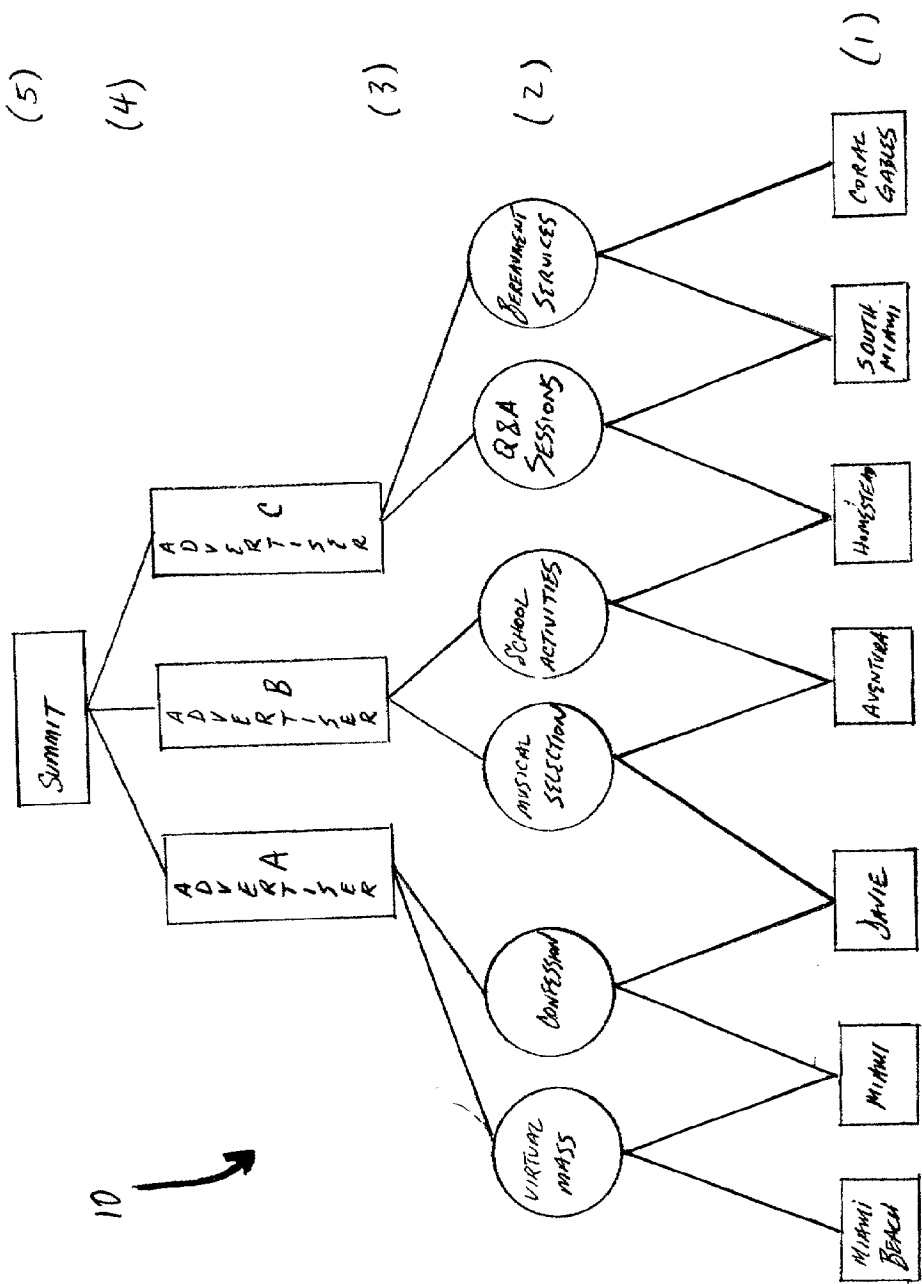 (5)
SUMMIT
(4)
ADVERTISER A
ADVERTISER B
ADVERTISER C
(3)
(2)
VIRTUAL
MASS
CONFESSION
MUSICAL
SELECTION
SCHOOL
ACTIVITIES
Q&A
SESSIONS
BEREAVMENT
SERVICES
(1)
MIAMI
BEACH
MIAMI
DAVIE
AVENTURA
HOMESTEAD
SOUTH
MIAMI
CORAL
GABLES
10